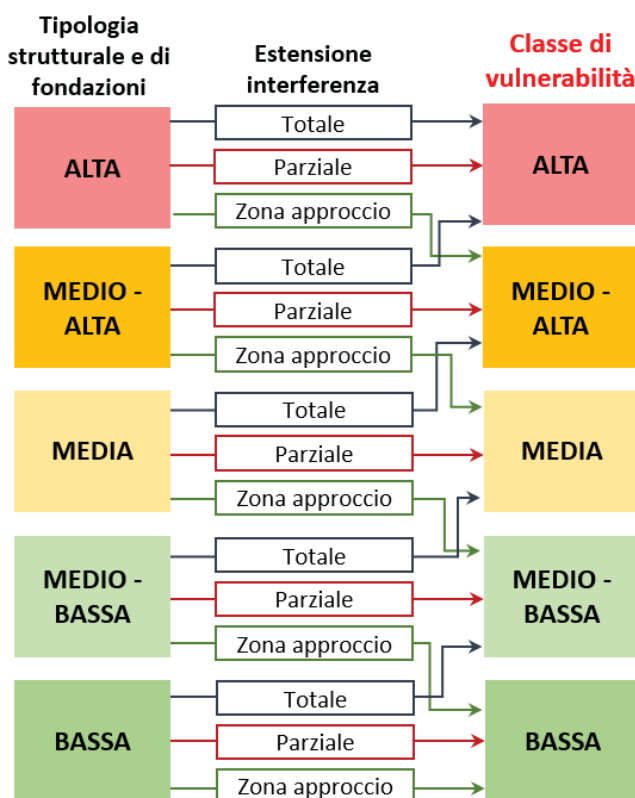 Tipologia
strutturale e di
fondazioni
Estensione
interferenza
Classe di
vulnerabilità
ALTA
Totale
Parziale
Zona approccio
ALTA
MEDIO -
ALTA
Totale
Parziale
Zona approccio
MEDIO -
ALTA
MEDIA
Totale
Parziale
Zona approccio
MEDIA
MEDIO -
BASSA
Totale
Parziale
Zona approccio
MEDIO -
BASSA
BASSA
Totale
Parziale
Zona approccio
BASSA